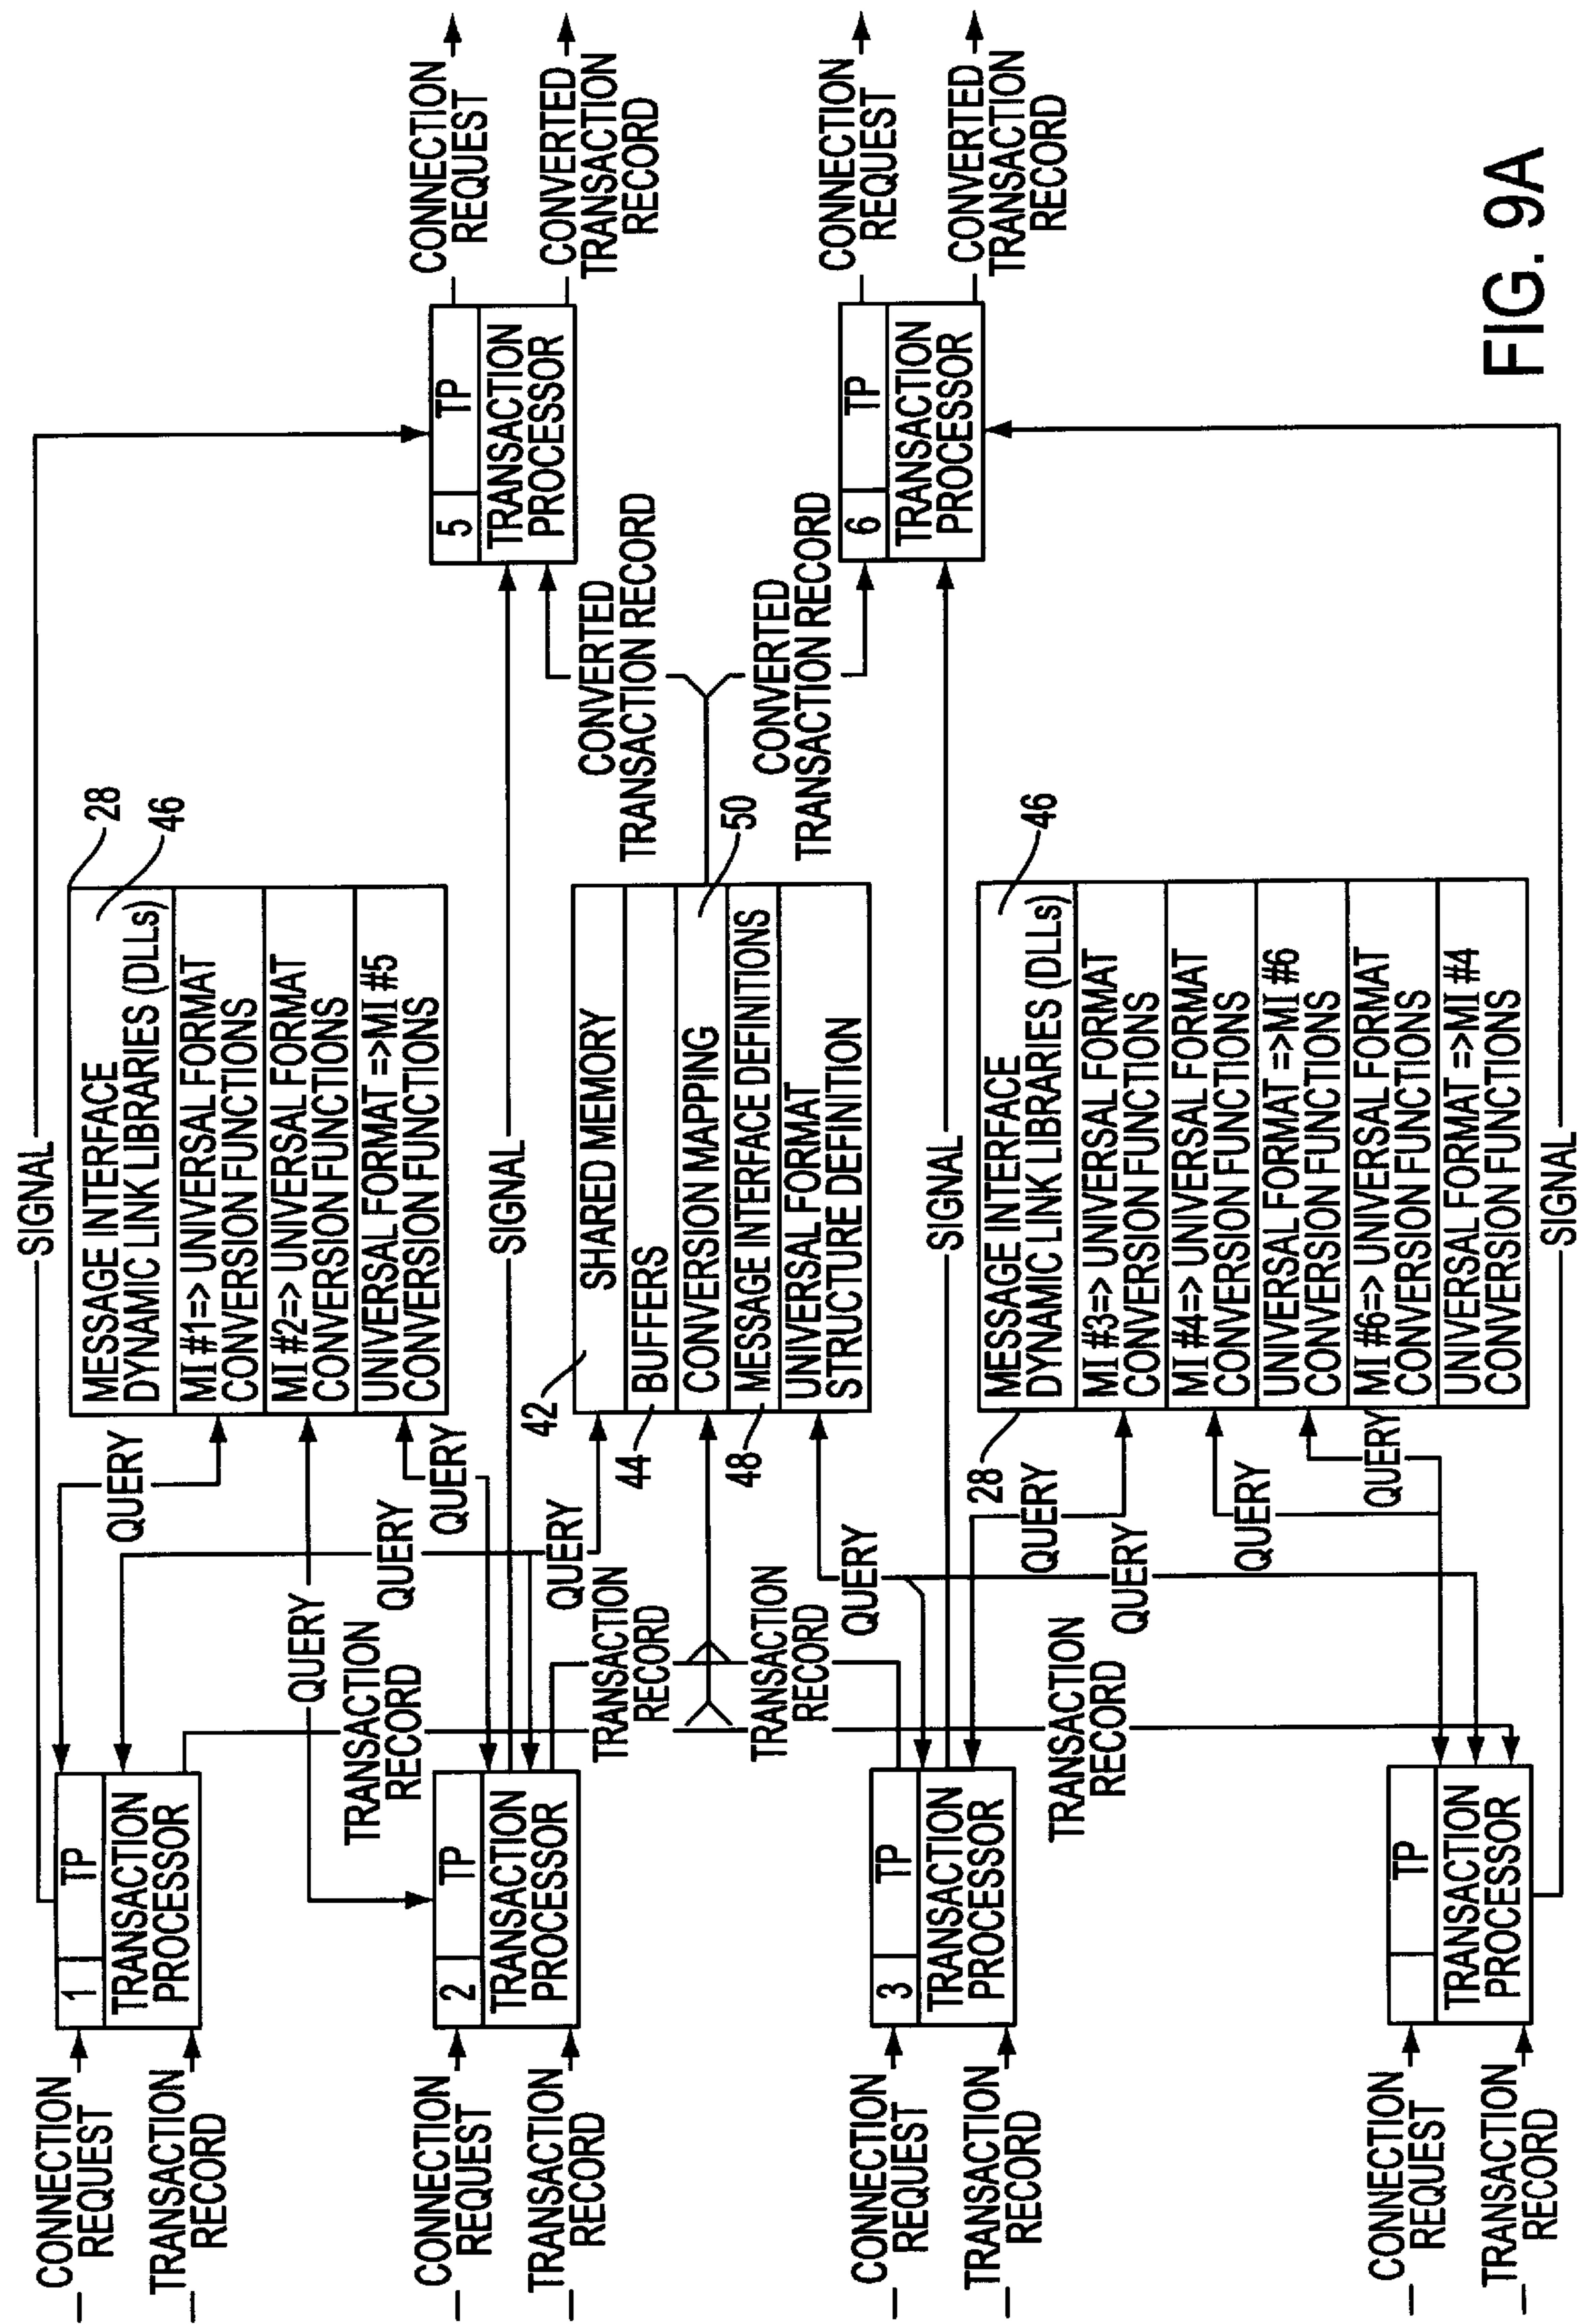 CONNECTION
REQUEST
TRANSACTION
RECORD
1 TP
TRANSACTION
PROCESSOR
SIGNAL
QUERY
QUERY
QUERY
QUERY
QUERY
TRANSACTION
RECORD
28
46
MESSAGE INTERFACE
DYNAMIC LINK LIBRARIES (DLLs)
MI #1=> UNIVERSAL FORMAT
CONVERSION FUNCTIONS
MI #2=> UNIVERSAL FORMAT
CONVERSION FUNCTIONS
UNIVERSAL FORMAT =>MI #5
CONVERSION FUNCTIONS
5 TP
TRANSACTION
PROCESSOR
CONNECTION
REQUEST
CONVERTED
TRANSACTION
RECORD
CONNECTION
REQUEST
TRANSACTION
RECORD
2 TP
TRANSACTION
PROCESSOR
SIGNAL
TRANSACTION
RECORD
42
44
48
50
SHARED MEMORY
BUFFERS
CONVERSION MAPPING
MESSAGE INTERFACE DEFINITIONS
UNIVERSAL FORMAT
STRUCTURE DEFINITION
CONVERTED
TRANSACTION RECORD
CONVERTED
TRANSACTION RECORD
TRANSACTION
RECORD
QUERY
CONNECTION
REQUEST
TRANSACTION
RECORD
3 TP
TRANSACTION
PROCESSOR
SIGNAL
6 TP
TRANSACTION
PROCESSOR
CONNECTION
REQUEST
CONVERTED
TRANSACTION
RECORD
28
46
QUERY
QUERY
QUERY
QUERY
TRANSACTION
RECORD
MESSAGE INTERFACE
DYNAMIC LINK LIBRARIES (DLLs)
MI #3=> UNIVERSAL FORMAT
CONVERSION FUNCTIONS
MI #4=> UNIVERSAL FORMAT
CONVERSION FUNCTIONS
UNIVERSAL FORMAT =>MI #6
CONVERSION FUNCTIONS
MI #6=> UNIVERSAL FORMAT
CONVERSION FUNCTIONS
UNIVERSAL FORMAT =>MI #4
CONVERSION FUNCTIONS
CONNECTION
REQUEST
TRANSACTION
RECORD
TP
TRANSACTION
PROCESSOR
SIGNAL
FIG. 9A